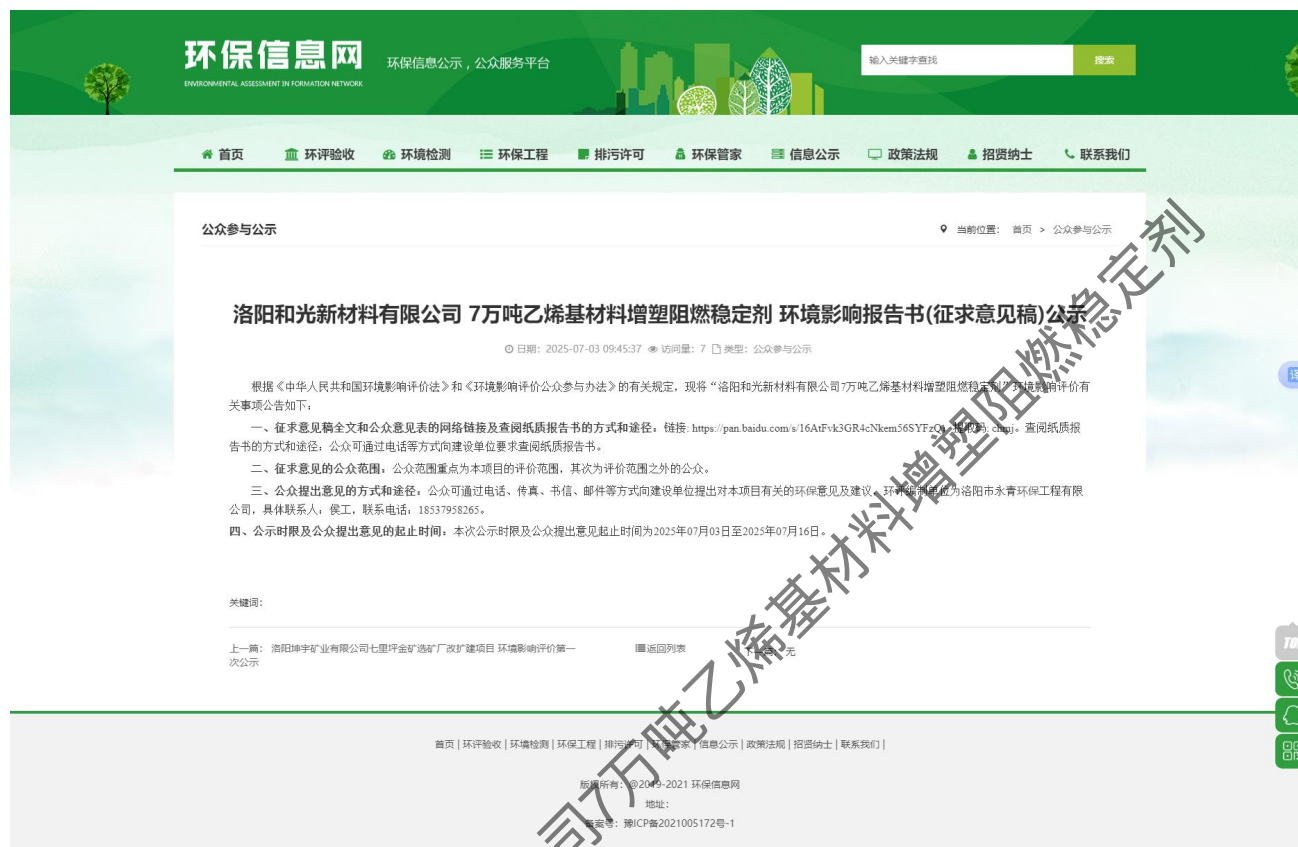 环保信息网
ENVIRONMENTAL ASSESSMENT IN FORMATION NETWORK
环保信息公示，公众服务平台
输入关键字查找
搜索
首页 环评验收 环境检测 环保工程 排污许可 环保管家 信息公示 政策法规 招贤纳士 联系我们
公众参与公示
当前位置： 首页 > 公众参与公示
洛阳和光新材料有限公司 7万吨乙烯基材料增塑阻燃稳定剂 环境影响报告书(征求意见稿)公示
日期：2025-07-03 09:45:37 访问量：7 类型：公众参与公示
根据《中华人民共和国环境影响评价法》和《环境影响评价公众参与办法》的有关规定，现将“洛阳和光新材料有限公司7万吨乙烯基材料增塑阻燃稳定剂”环境影响评价有
关事项公告如下：
一、征求意见稿全文和公众意见表的网络链接及查阅纸质报告书的方式和途径：链接: https://pan.baidu.com/s/16AtFvk3GR4cNkem56SYFzQ 提取码: 查阅纸质报
告书的方式和途径：公众可通过电话等方式向建设单位要求查阅纸质报告书。
二、征求意见的公众范围：公众范围重点为本项目的评价范围，其次为评价范围之外的公众。
三、公众提出意见的方式和途径：公众可通过电话、传真、书信、邮件等方式向建设单位提出对本项目有关的环保意见及建议。环评编制单位为洛阳市永青环保工程有限
公司，具体联系人：侯工，联系电话：18537958265。
四、公示时限及公众提出意见的起止时间：本次公示时限及公众提出意见起止时间为2025年07月03日至2025年07月16日。
关键词：
上一篇： 洛阳坤宇矿业有限公司七里坪金矿选矿厂改扩建项目 环境影响评价第一
次公示
返回列表
下一篇：无
首页 | 环评验收 | 环境检测 | 环保工程 | 排污许可 | 环保管家 | 信息公示 | 政策法规 | 招贤纳士 | 联系我们 |
版权所有：@2019-2021 环保信息网
地址：
备案号：豫ICP备2021005172号-1
司7万吨乙烯基材料增塑阻燃稳定剂